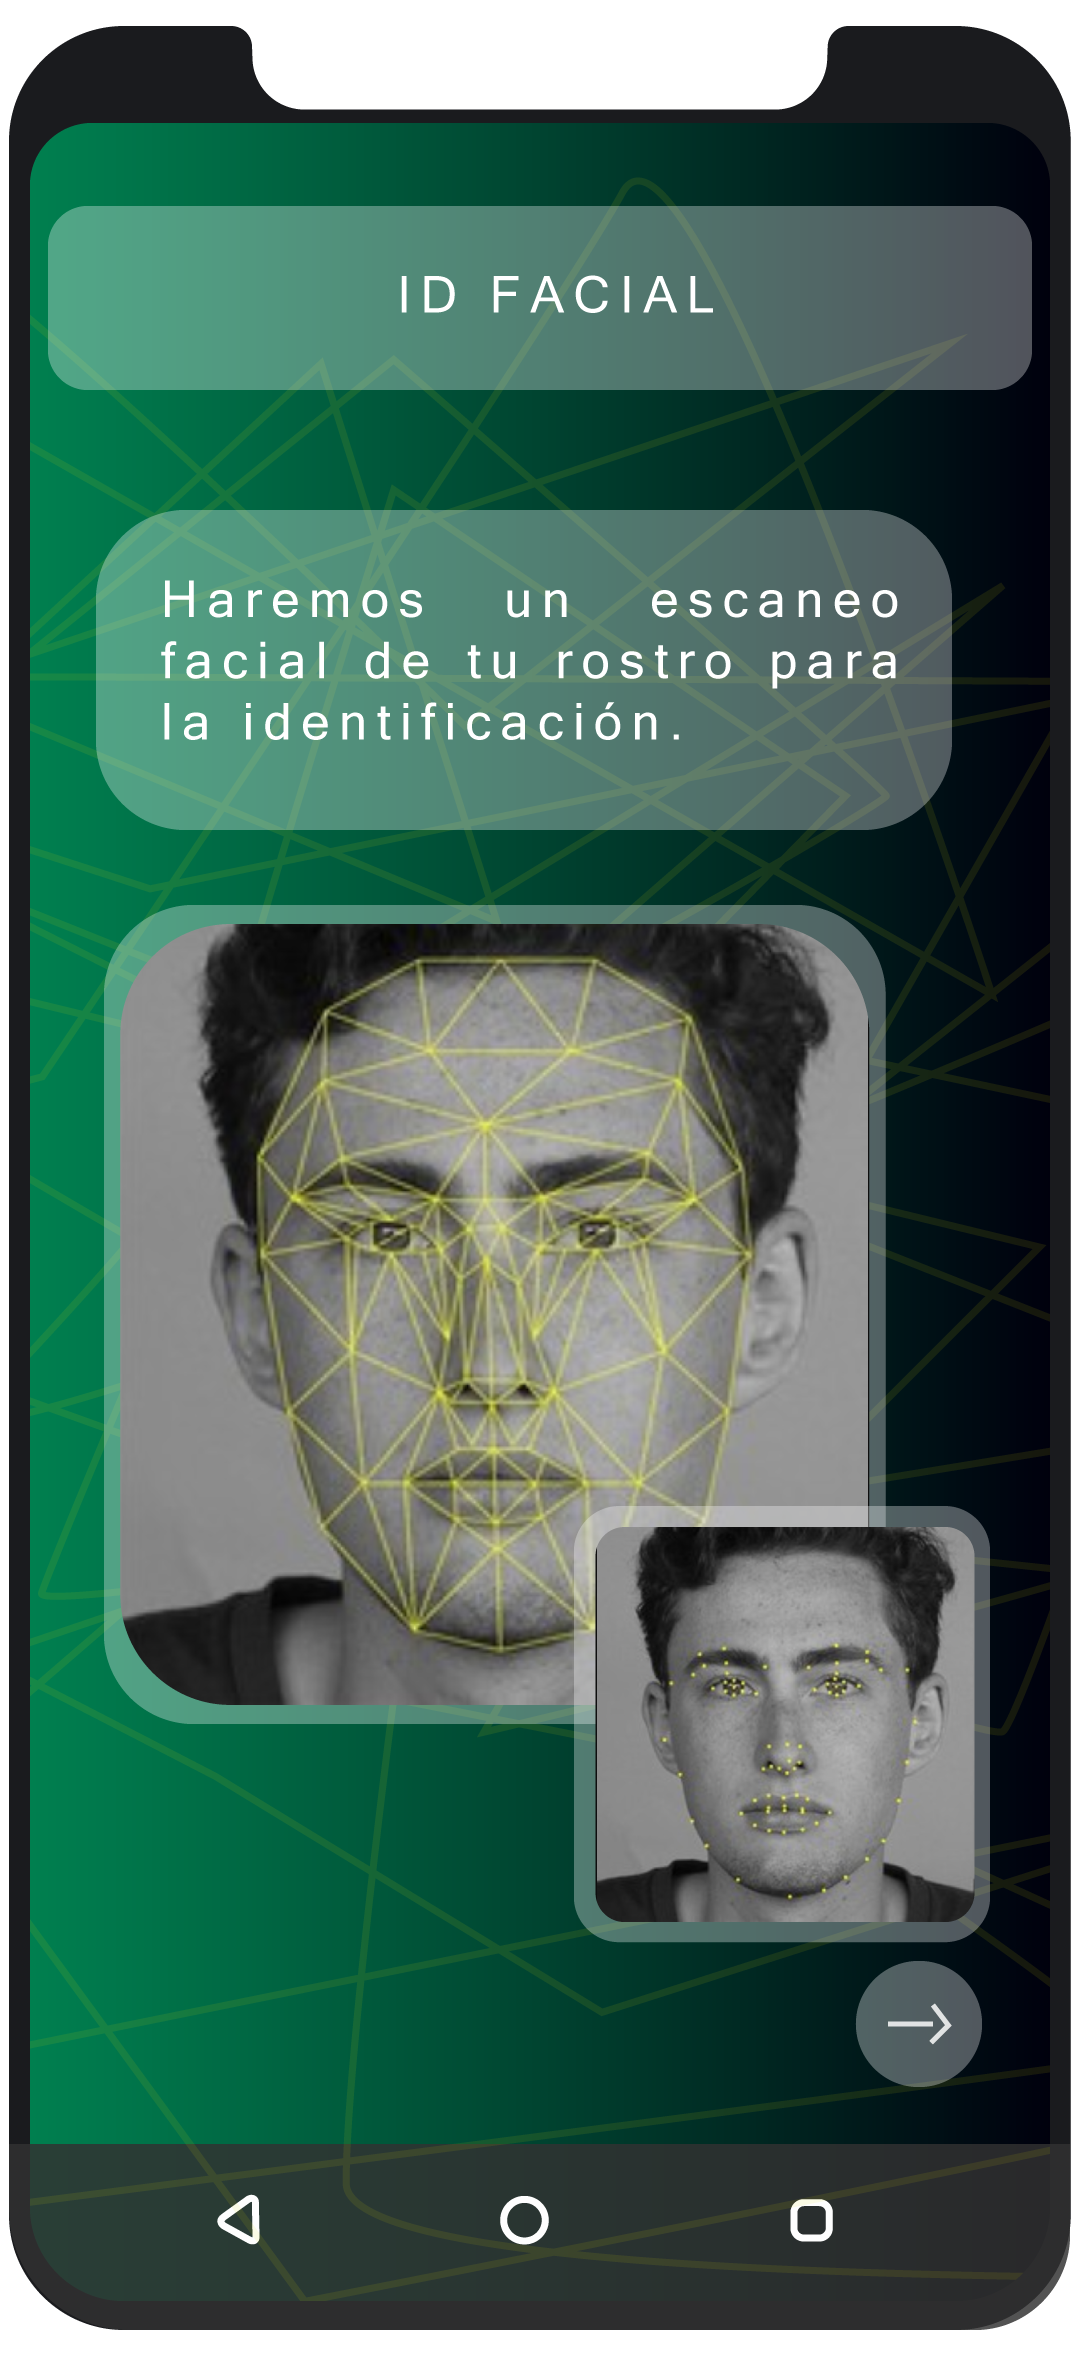 ID FACIAL
Haremos un escaneo
facial de tu rostro para
la identificación.